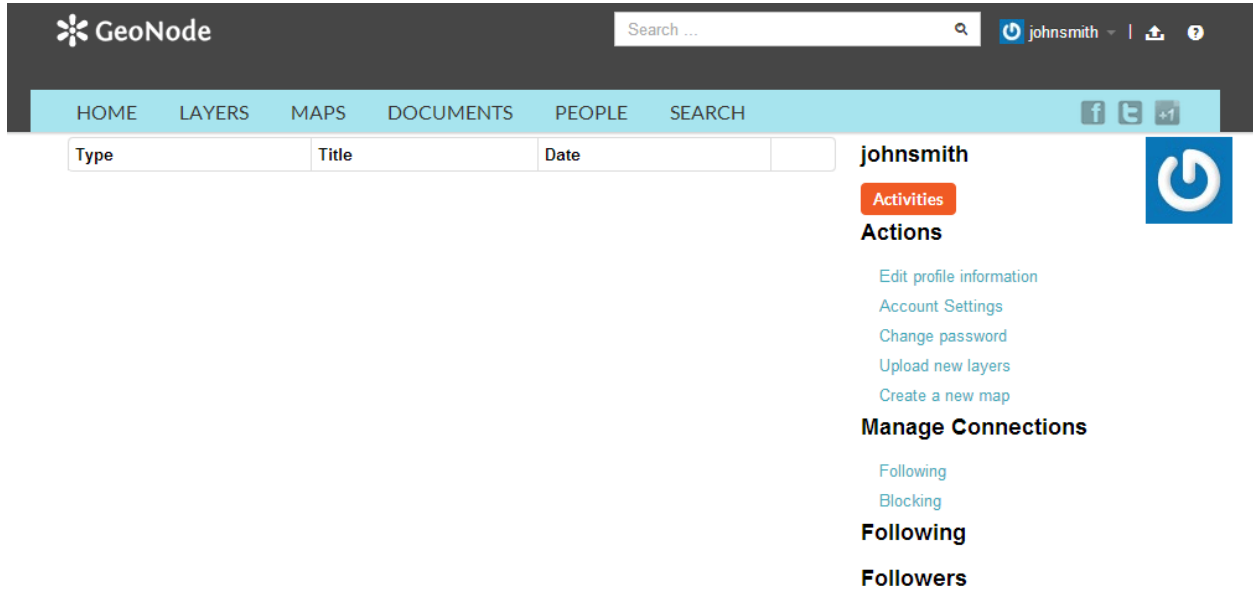 GeoNode
Search ...
johnsmith
HOME LAYERS MAPS DOCUMENTS PEOPLE SEARCH
f t +1
Type Title Date
johnsmith
Activities
Actions
Edit profile information
Account Settings
Change password
Upload new layers
Create a new map
Manage Connections
Following
Blocking
Following
Followers